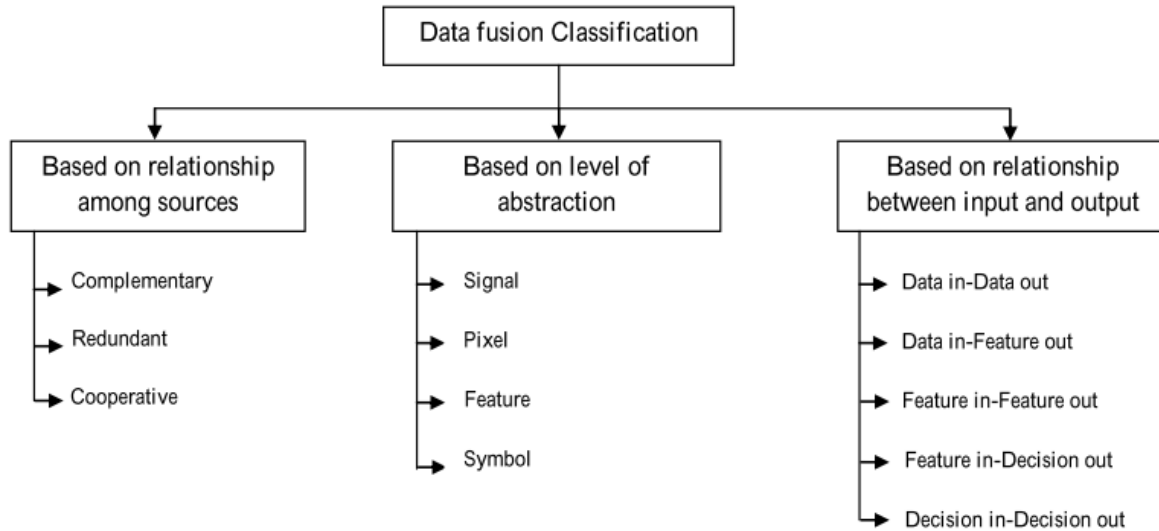 Data fusion Classification
Based on relationship
among sources
Complementary
Redundant
Cooperative
Based on level of
abstraction
Signal
Pixel
Feature
Symbol
Based on relationship
between input and output
Data in-Data out
Data in-Feature out
Feature in-Feature out
Feature in-Decision out
Decision in-Decision out